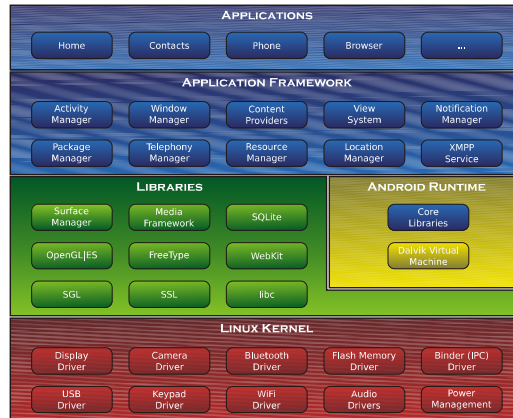 APPLICATIONS
Home Contacts Phone Browser ...
APPLICATION FRAMEWORK
Activity Manager Window Manager Content Providers View System Notification Manager
Package Manager Telephony Manager Resource Manager Location Manager XMPP Service
LIBRARIES
Surface Manager Media Framework SQLite
OpenGL|ES FreeType WebKit
SGL SSL libc
ANDROID RUNTIME
Core Libraries
Dalvik Virtual Machine
LINUX KERNEL
Display Driver Camera Driver Bluetooth Driver Flash Memory Driver Binder (IPC) Driver
USB Driver Keypad Driver WiFi Driver Audio Drivers Power Management